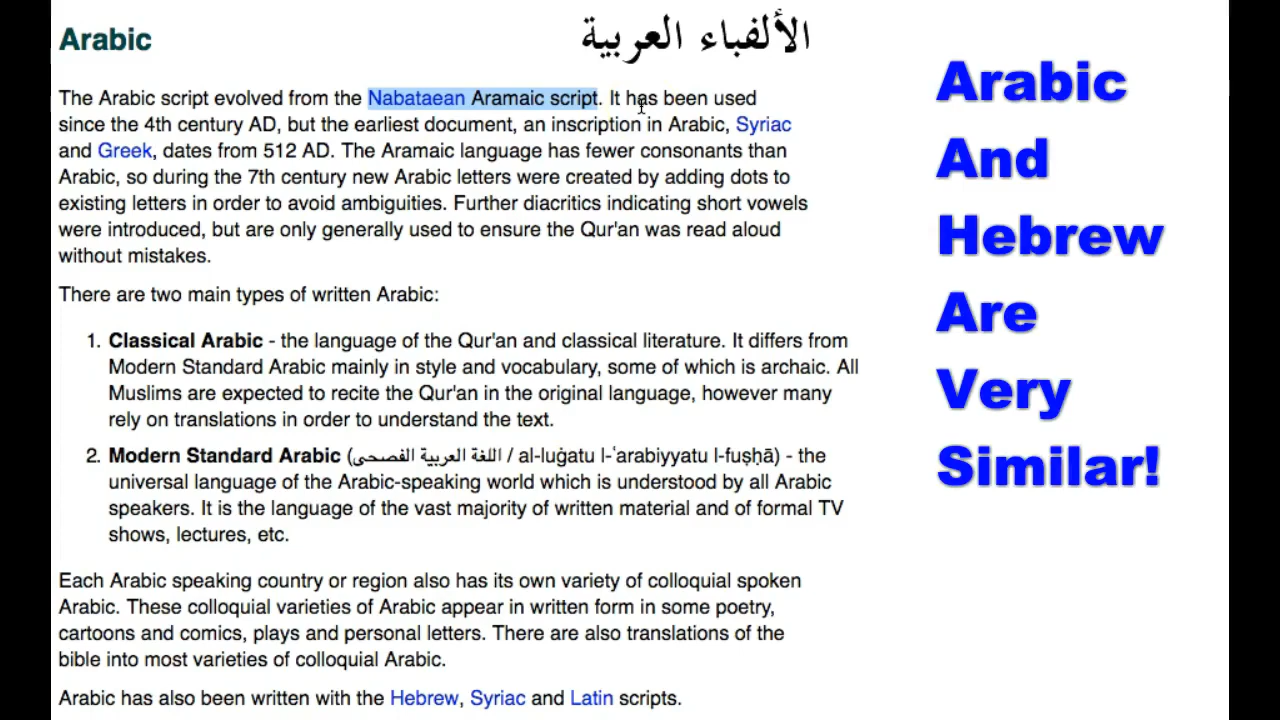 Arabic
الألفباء العربية
The Arabic script evolved from the Nabataean Aramaic script. It has been used
since the 4th century AD, but the earliest document, an inscription in Arabic, Syriac
and Greek, dates from 512 AD. The Aramaic language has fewer consonants than
Arabic, so during the 7th century new Arabic letters were created by adding dots to
existing letters in order to avoid ambiguities. Further diacritics indicating short vowels
were introduced, but are only generally used to ensure the Qur'an was read aloud
without mistakes.
There are two main types of written Arabic:
1. Classical Arabic - the language of the Qur'an and classical literature. It differs from
Modern Standard Arabic mainly in style and vocabulary, some of which is archaic. All
Muslims are expected to recite the Qur'an in the original language, however many
rely on translations in order to understand the text.
2. Modern Standard Arabic (اللغة العربية الفصحى / al-luġatu l-ʿarabiyyatu l-fuṣḥā) - the
universal language of the Arabic-speaking world which is understood by all Arabic
speakers. It is the language of the vast majority of written material and of formal TV
shows, lectures, etc.
Each Arabic speaking country or region also has its own variety of colloquial spoken
Arabic. These colloquial varieties of Arabic appear in written form in some poetry,
cartoons and comics, plays and personal letters. There are also translations of the
bible into most varieties of colloquial Arabic.
Arabic has also been written with the Hebrew, Syriac and Latin scripts.
Arabic
And
Hebrew
Are
Very
Similar!